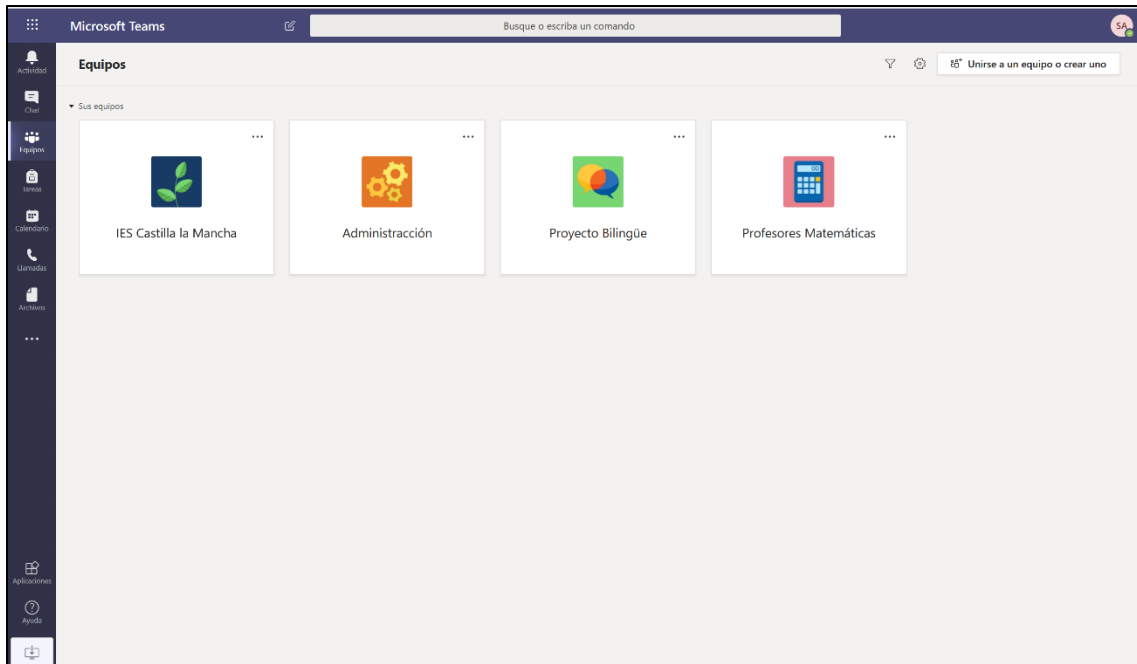 Microsoft Teams
Busque o escriba un comando
SA
Actividad
Equipos
Unirse a un equipo o crear uno
Chat
Sus equipos
Equipos
Tareas
Calendario
Llamadas
Archivos
IES Castilla la Mancha
Administracción
Proyecto Bilingüe
Profesores Matemáticas
Aplicaciones
Ayuda